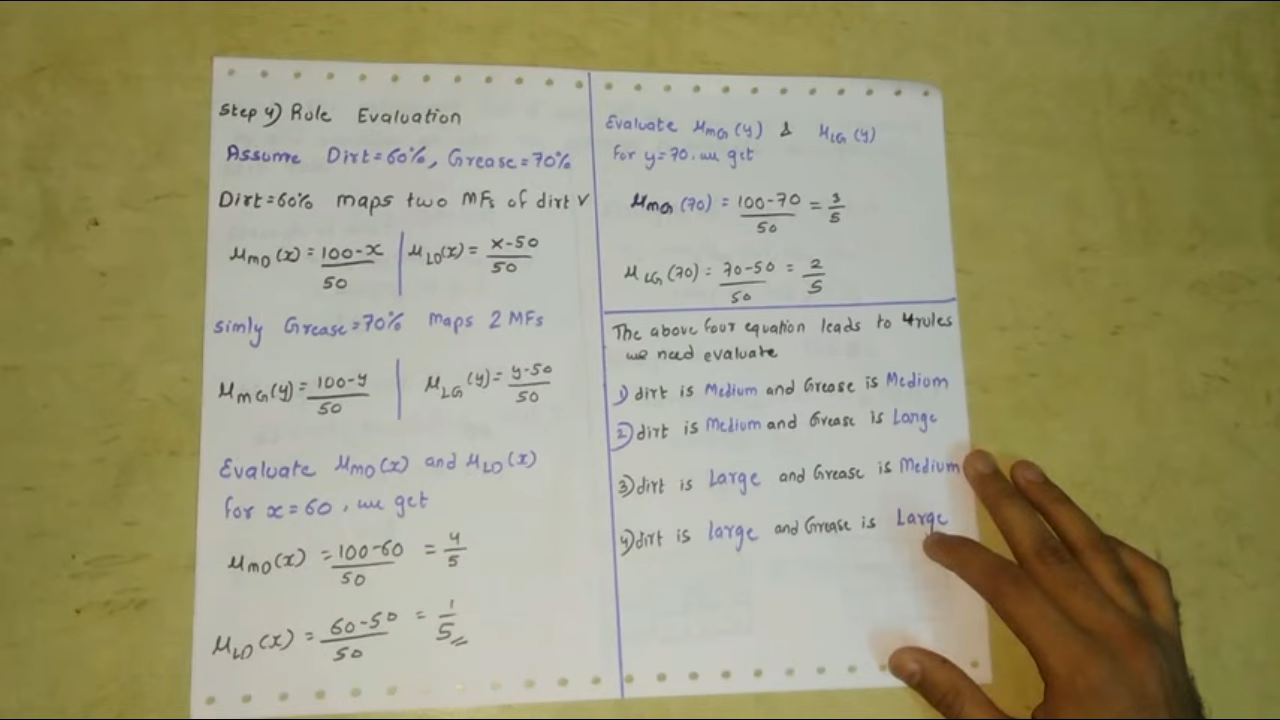 Step 4) Rule Evaluation
Assume Dirt=60%, Grease=70%
Dirt=60% maps two MFs of dirt
μMD(x) = 100-x / 50 | μLD(x) = x-50 / 50
simly Grease=70% maps 2 MFs
μMG(y) = 100-y / 50 | μLG(y) = y-50 / 50
Evaluate μMD(x) and μLD(x)
for x=60, we get
μMD(x) = 100-60 / 50 = 4/5
μLD(x) = 60-50 / 50 = 1/5
Evaluate μMG(y) & μLG(y)
for y=70, we get
μMG(70) = 100-70 / 50 = 3/5
μLG(70) = 70-50 / 50 = 2/5
The above four equation leads to 4 rules
we need evaluate
1) dirt is Medium and Grease is Medium
2) dirt is Medium and Grease is Large
3) dirt is Large and Grease is Medium
4) dirt is large and Grease is Large